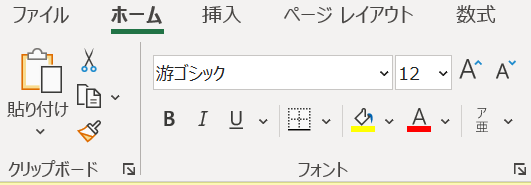 ファイル ホーム 挿入 ページ レイアウト 数式
游ゴシック 12 A A
貼り付け B I U A ア亜
クリップボード フォント